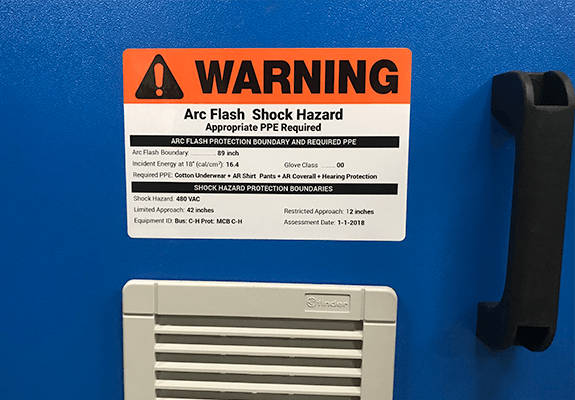 WARNING
Arc Flash Shock Hazard
Appropriate PPE Required
ARC FLASH PROTECTION BOUNDARY AND REQUIRED PPE
Arc Flash Boundary.............. 89 inch
Incident Energy at 18" (cal/cm²): 16.4 Glove Class ........ 00
Required PPE: Cotton Underwear + AR Shirt Pants + AR Coverall + Hearing Protection
SHOCK HAZARD PROTECTION BOUNDARIES
Shock Hazard: 480 VAC
Limited Approach: 42 inches Restricted Approach: 12 inches
Equipment ID: Bus: C-H Prot: MCB C-H Assessment Date: 1-1-2018
finder